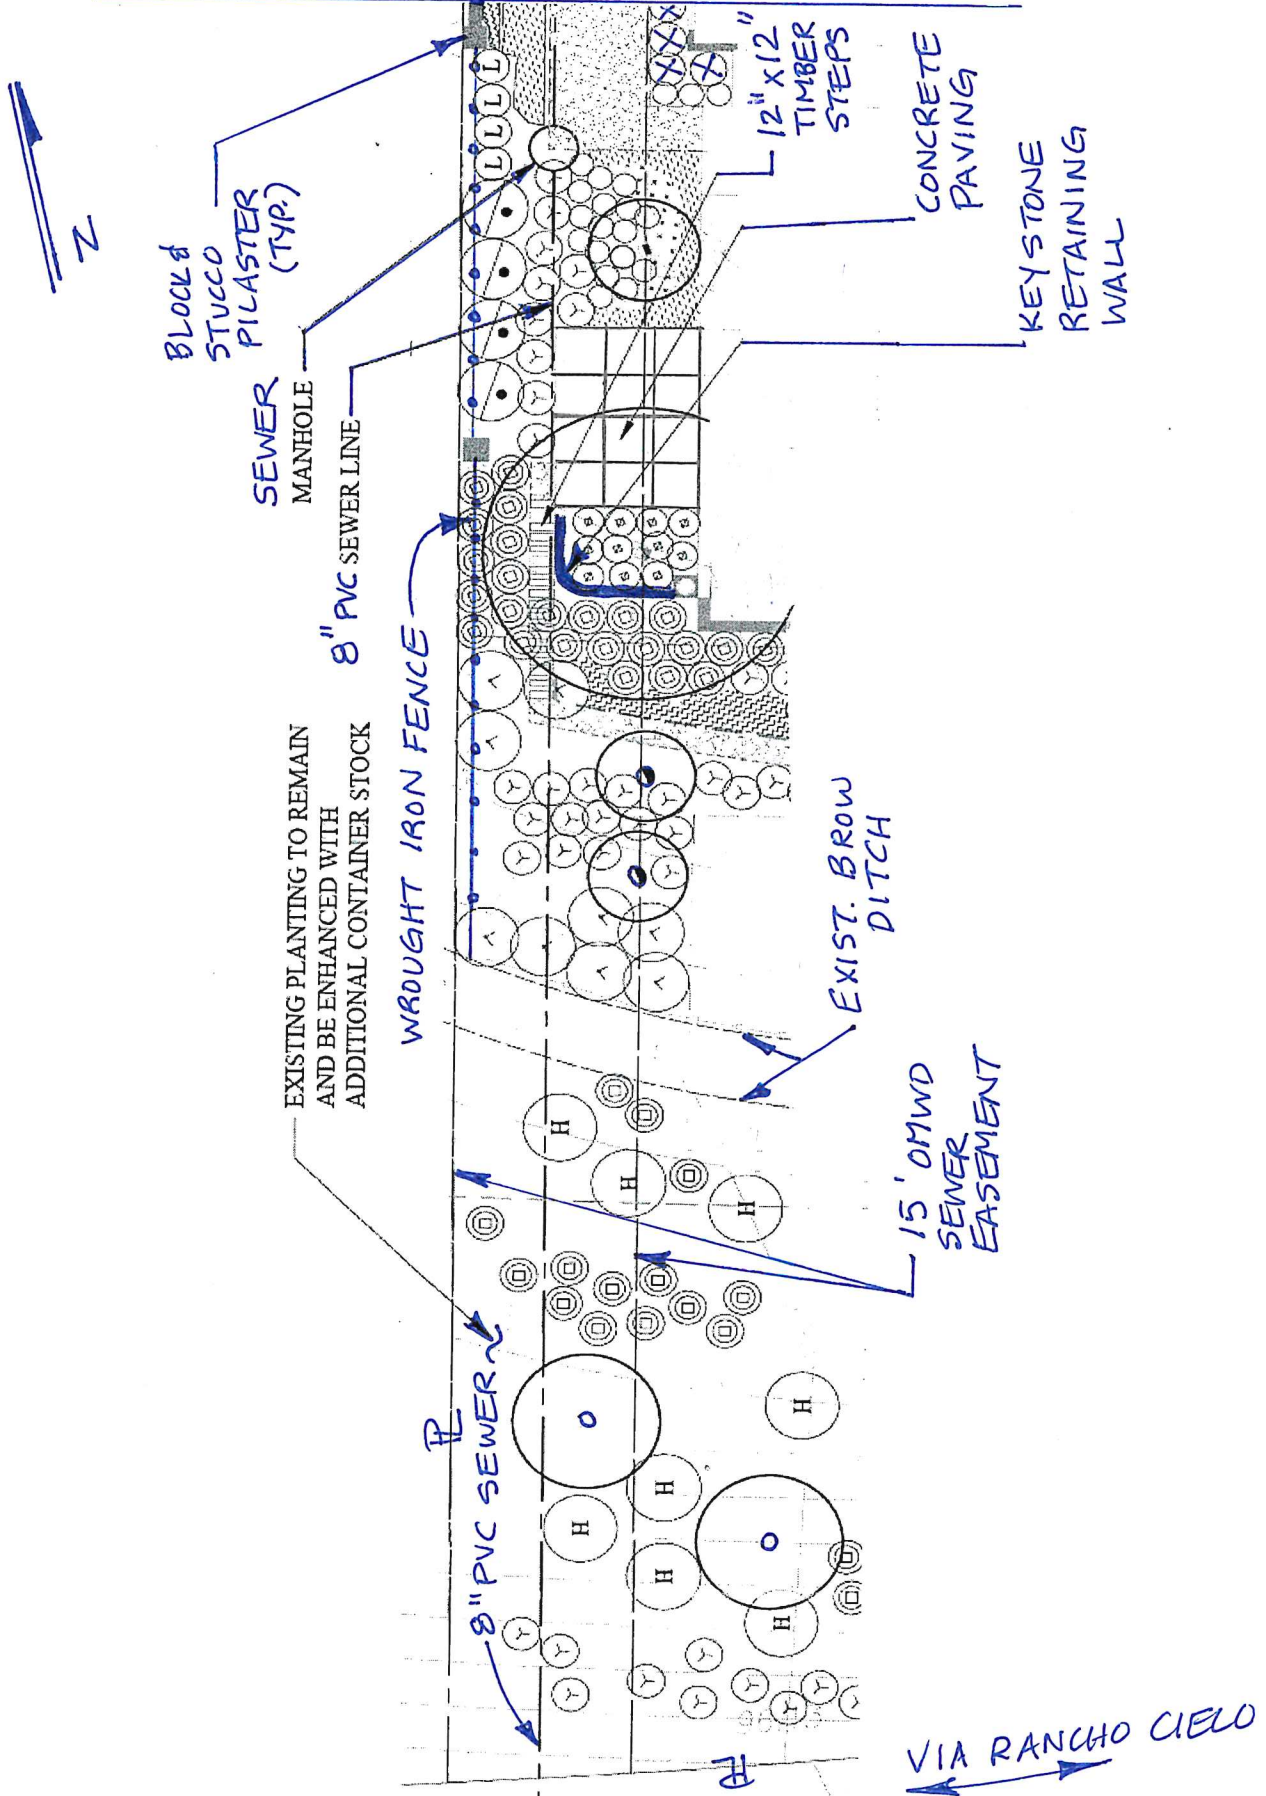 N
BLOCK &
STUCCO
PILASTER
(TYP.)
SEWER
MANHOLE
8" PVC SEWER LINE
EXISTING PLANTING TO REMAIN
AND BE ENHANCED WITH
ADDITIONAL CONTAINER STOCK
WROUGHT IRON FENCE
12" x 12"
TIMBER
STEPS
CONCRETE
PAVING
KEYSTONE
RETAINING
WALL
L L L L
EXIST. BROW
DITCH
15' OMWD
SEWER
EASEMENT
H
H
H
H
H
H
H
H
PL
8" PVC SEWER
PL
VIA RANCHO CIELO